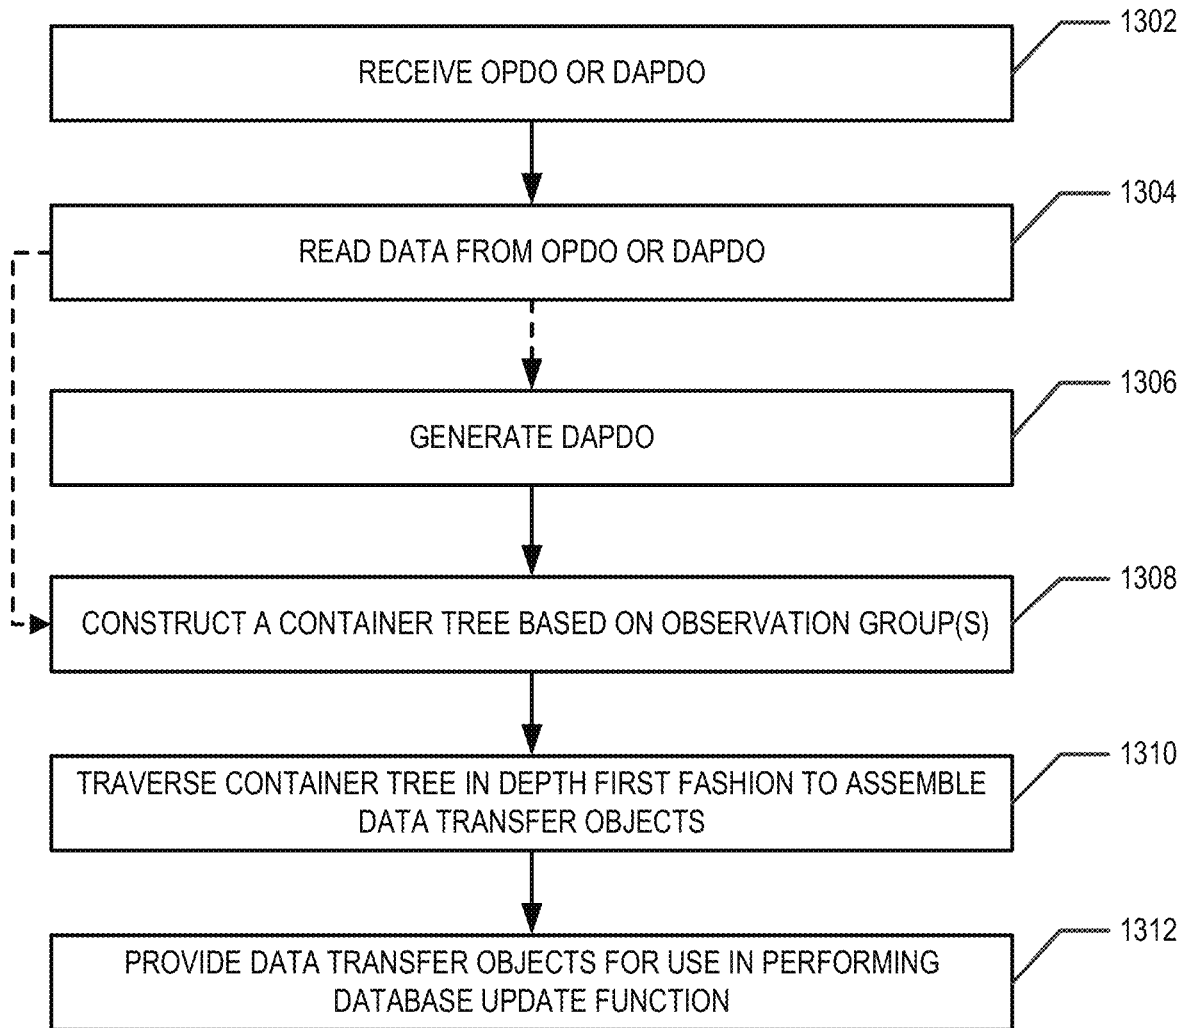 1302
RECEIVE OPDO OR DAPDO
1304
READ DATA FROM OPDO OR DAPDO
1306
GENERATE DAPDO
1308
CONSTRUCT A CONTAINER TREE BASED ON OBSERVATION GROUP(S)
1310
TRAVERSE CONTAINER TREE IN DEPTH FIRST FASHION TO ASSEMBLE
DATA TRANSFER OBJECTS
1312
PROVIDE DATA TRANSFER OBJECTS FOR USE IN PERFORMING
DATABASE UPDATE FUNCTION